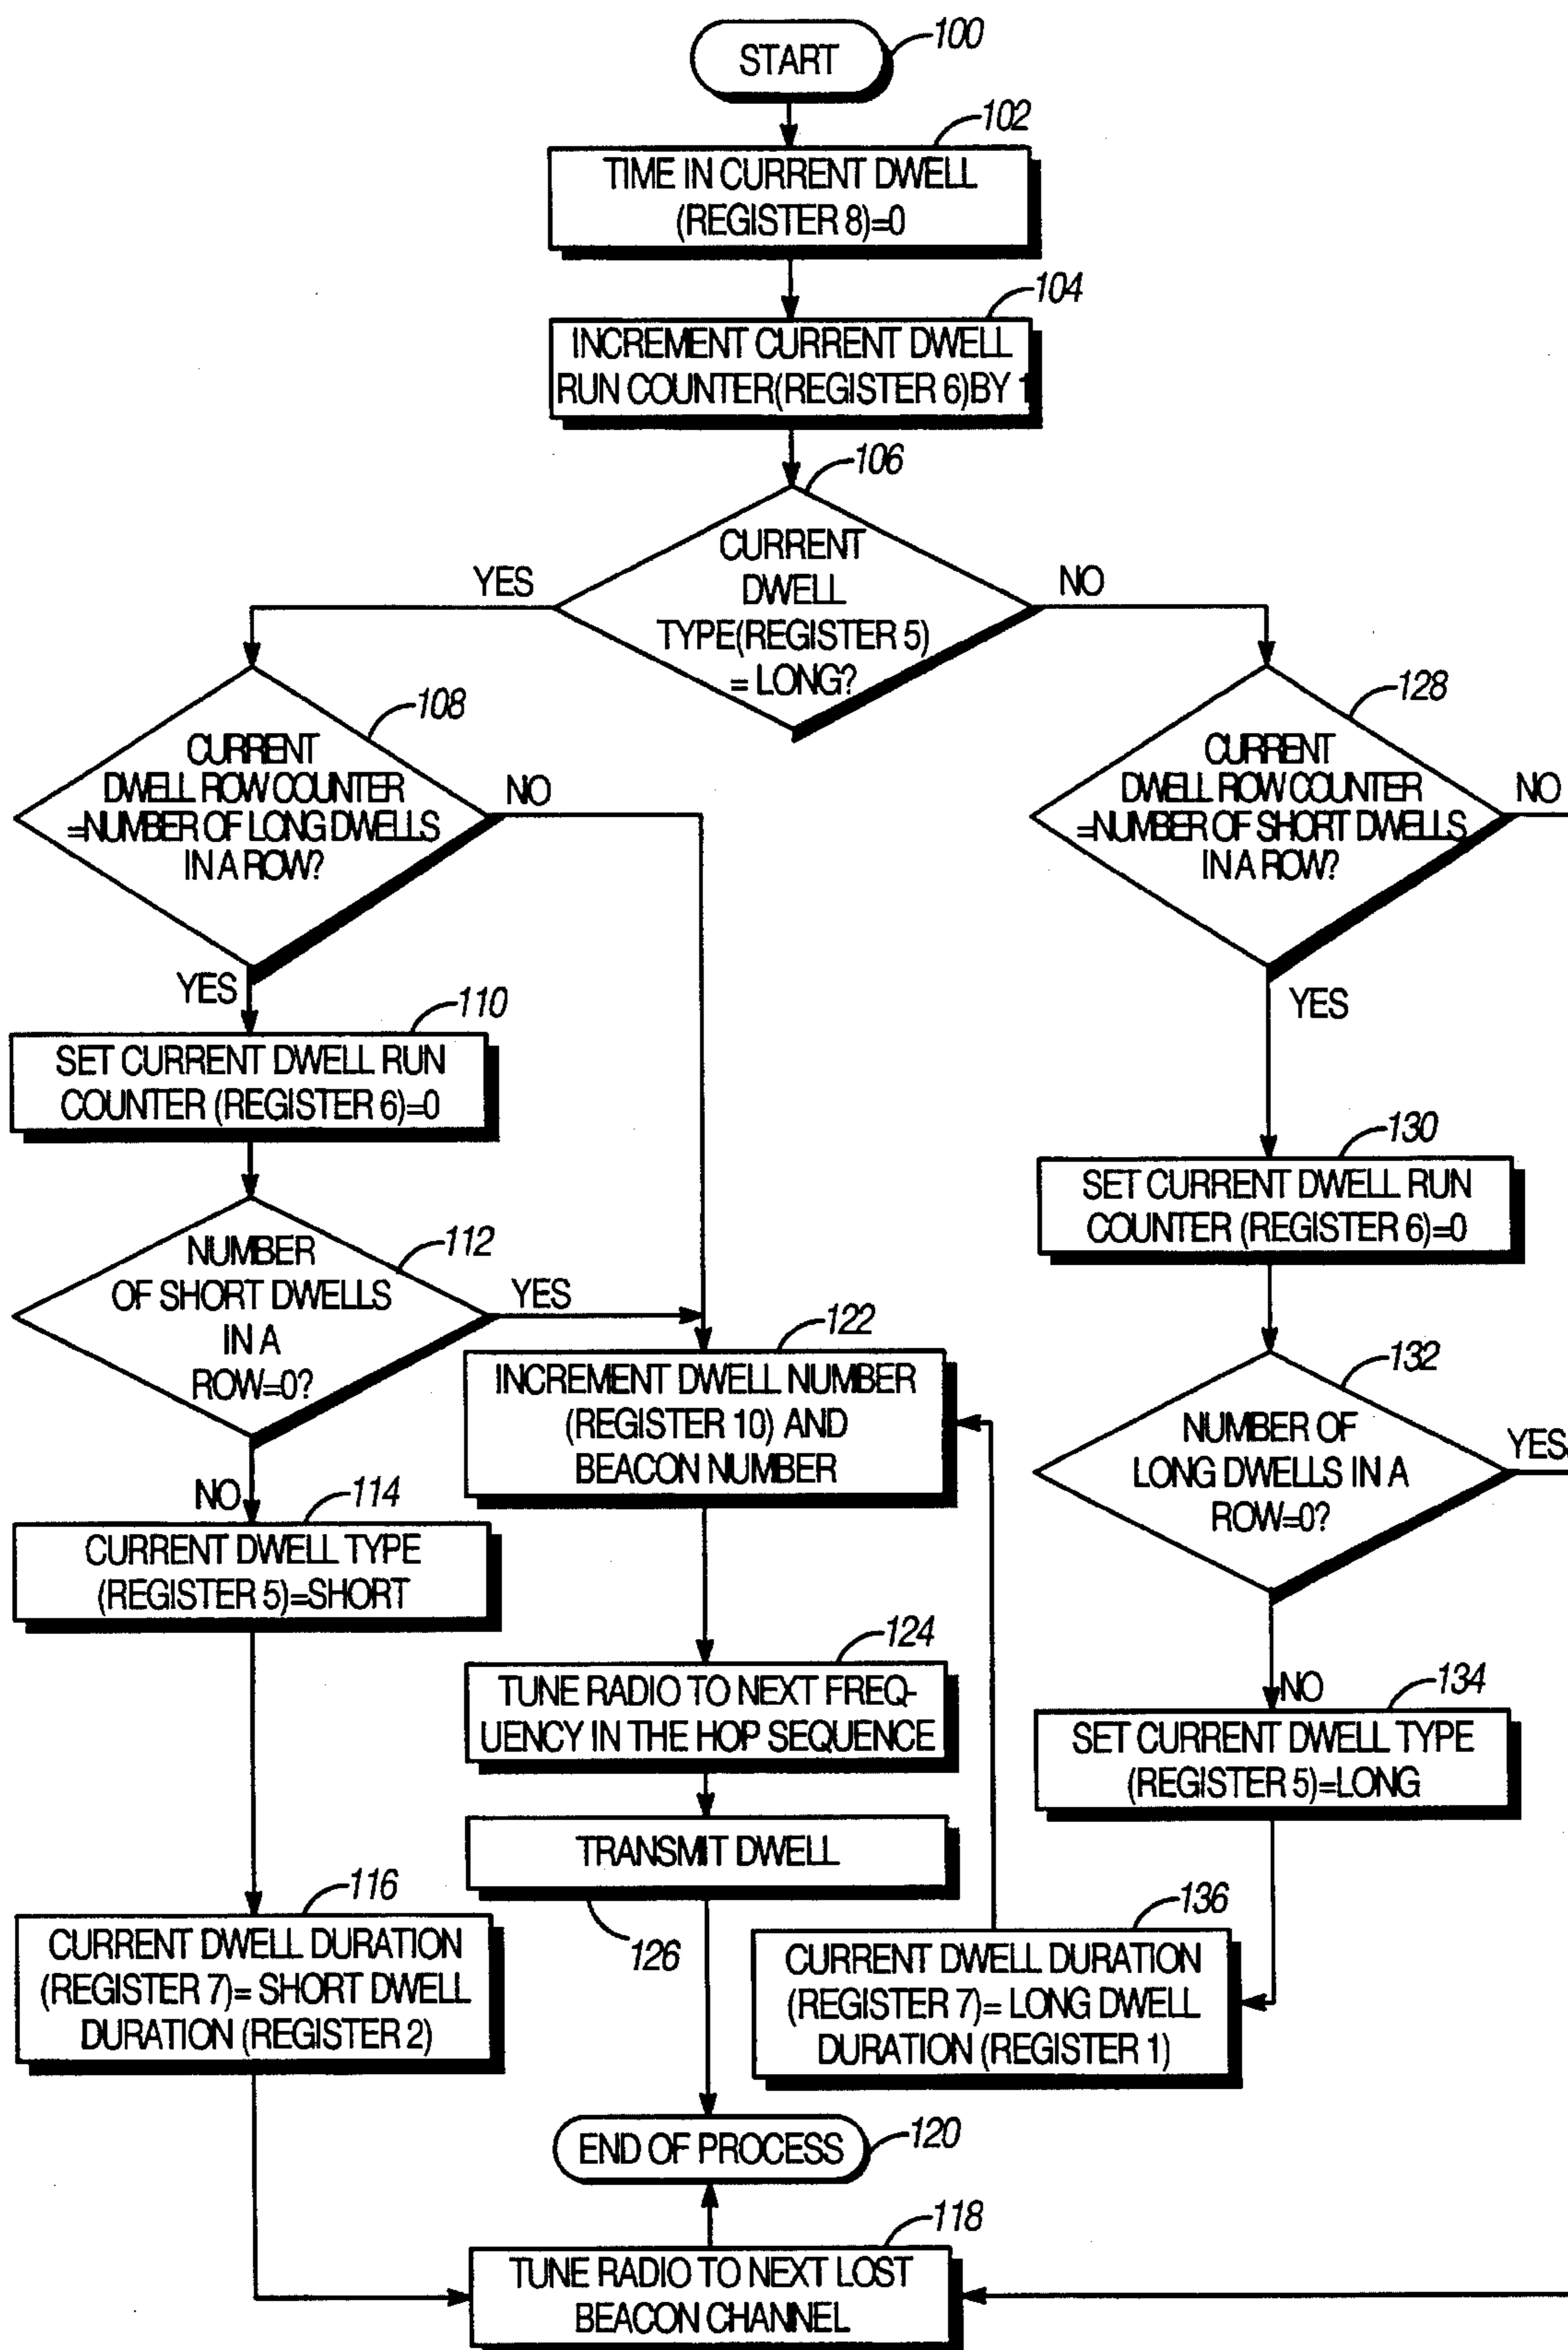 START
100
102
TIME IN CURRENT DWELL
(REGISTER 8)=0
104
INCREMENT CURRENT DWELL
RUN COUNTER(REGISTER 6)BY 1
106
CURRENT
DWELL
TYPE(REGISTER 5)
= LONG?
YES
NO
108
CURRENT
DWELL ROW COUNTER
=NUMBER OF LONG DWELLS
IN A ROW?
NO
YES
128
CURRENT
DWELL ROW COUNTER
=NUMBER OF SHORT DWELLS
IN A ROW?
NO
YES
110
SET CURRENT DWELL RUN
COUNTER (REGISTER 6)=0
130
SET CURRENT DWELL RUN
COUNTER (REGISTER 6)=0
112
NUMBER
OF SHORT DWELLS
IN A
ROW=0?
YES
NO
122
INCREMENT DWELL NUMBER
(REGISTER 10) AND
BEACON NUMBER
132
NUMBER OF
LONG DWELLS IN A
ROW=0?
YES
NO
114
CURRENT DWELL TYPE
(REGISTER 5)=SHORT
124
TUNE RADIO TO NEXT FREQ-
UENCY IN THE HOP SEQUENCE
134
SET CURRENT DWELL TYPE
(REGISTER 5)=LONG
TRANSMIT DWELL
126
116
CURRENT DWELL DURATION
(REGISTER 7)= SHORT DWELL
DURATION (REGISTER 2)
136
CURRENT DWELL DURATION
(REGISTER 7)= LONG DWELL
DURATION (REGISTER 1)
END OF PROCESS
120
118
TUNE RADIO TO NEXT LOST
BEACON CHANNEL